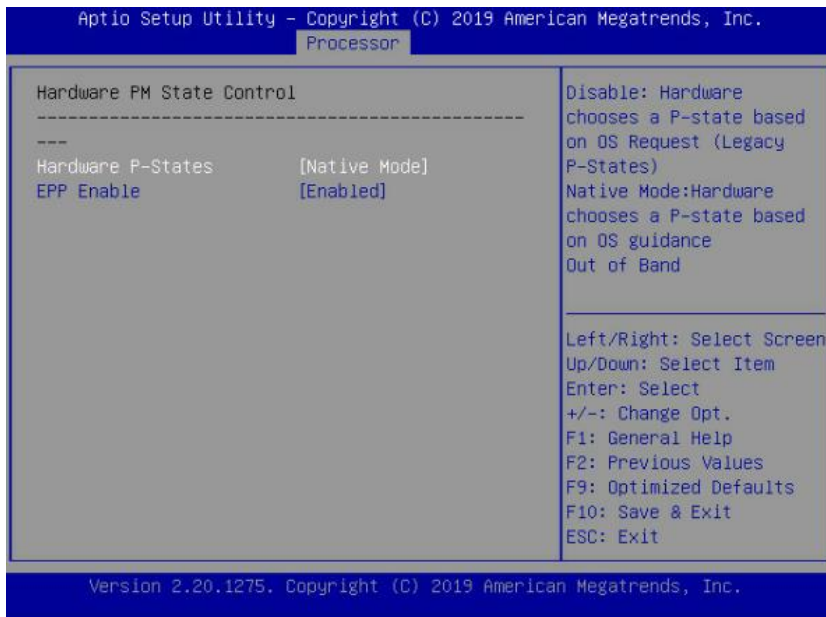 Aptio Setup Utility – Copyright (C) 2019 American Megatrends, Inc.
Processor
Hardware PM State Control
-----------------------------------------------
---
Hardware P-States [Native Mode]
EPP Enable [Enabled]
Disable: Hardware
chooses a P-state based
on OS Request (Legacy
P-States)
Native Mode:Hardware
chooses a P-state based
on OS guidance
Out of Band
Left/Right: Select Screen
Up/Down: Select Item
Enter: Select
+/-: Change Opt.
F1: General Help
F2: Previous Values
F9: Optimized Defaults
F10: Save & Exit
ESC: Exit
Version 2.20.1275. Copyright (C) 2019 American Megatrends, Inc.